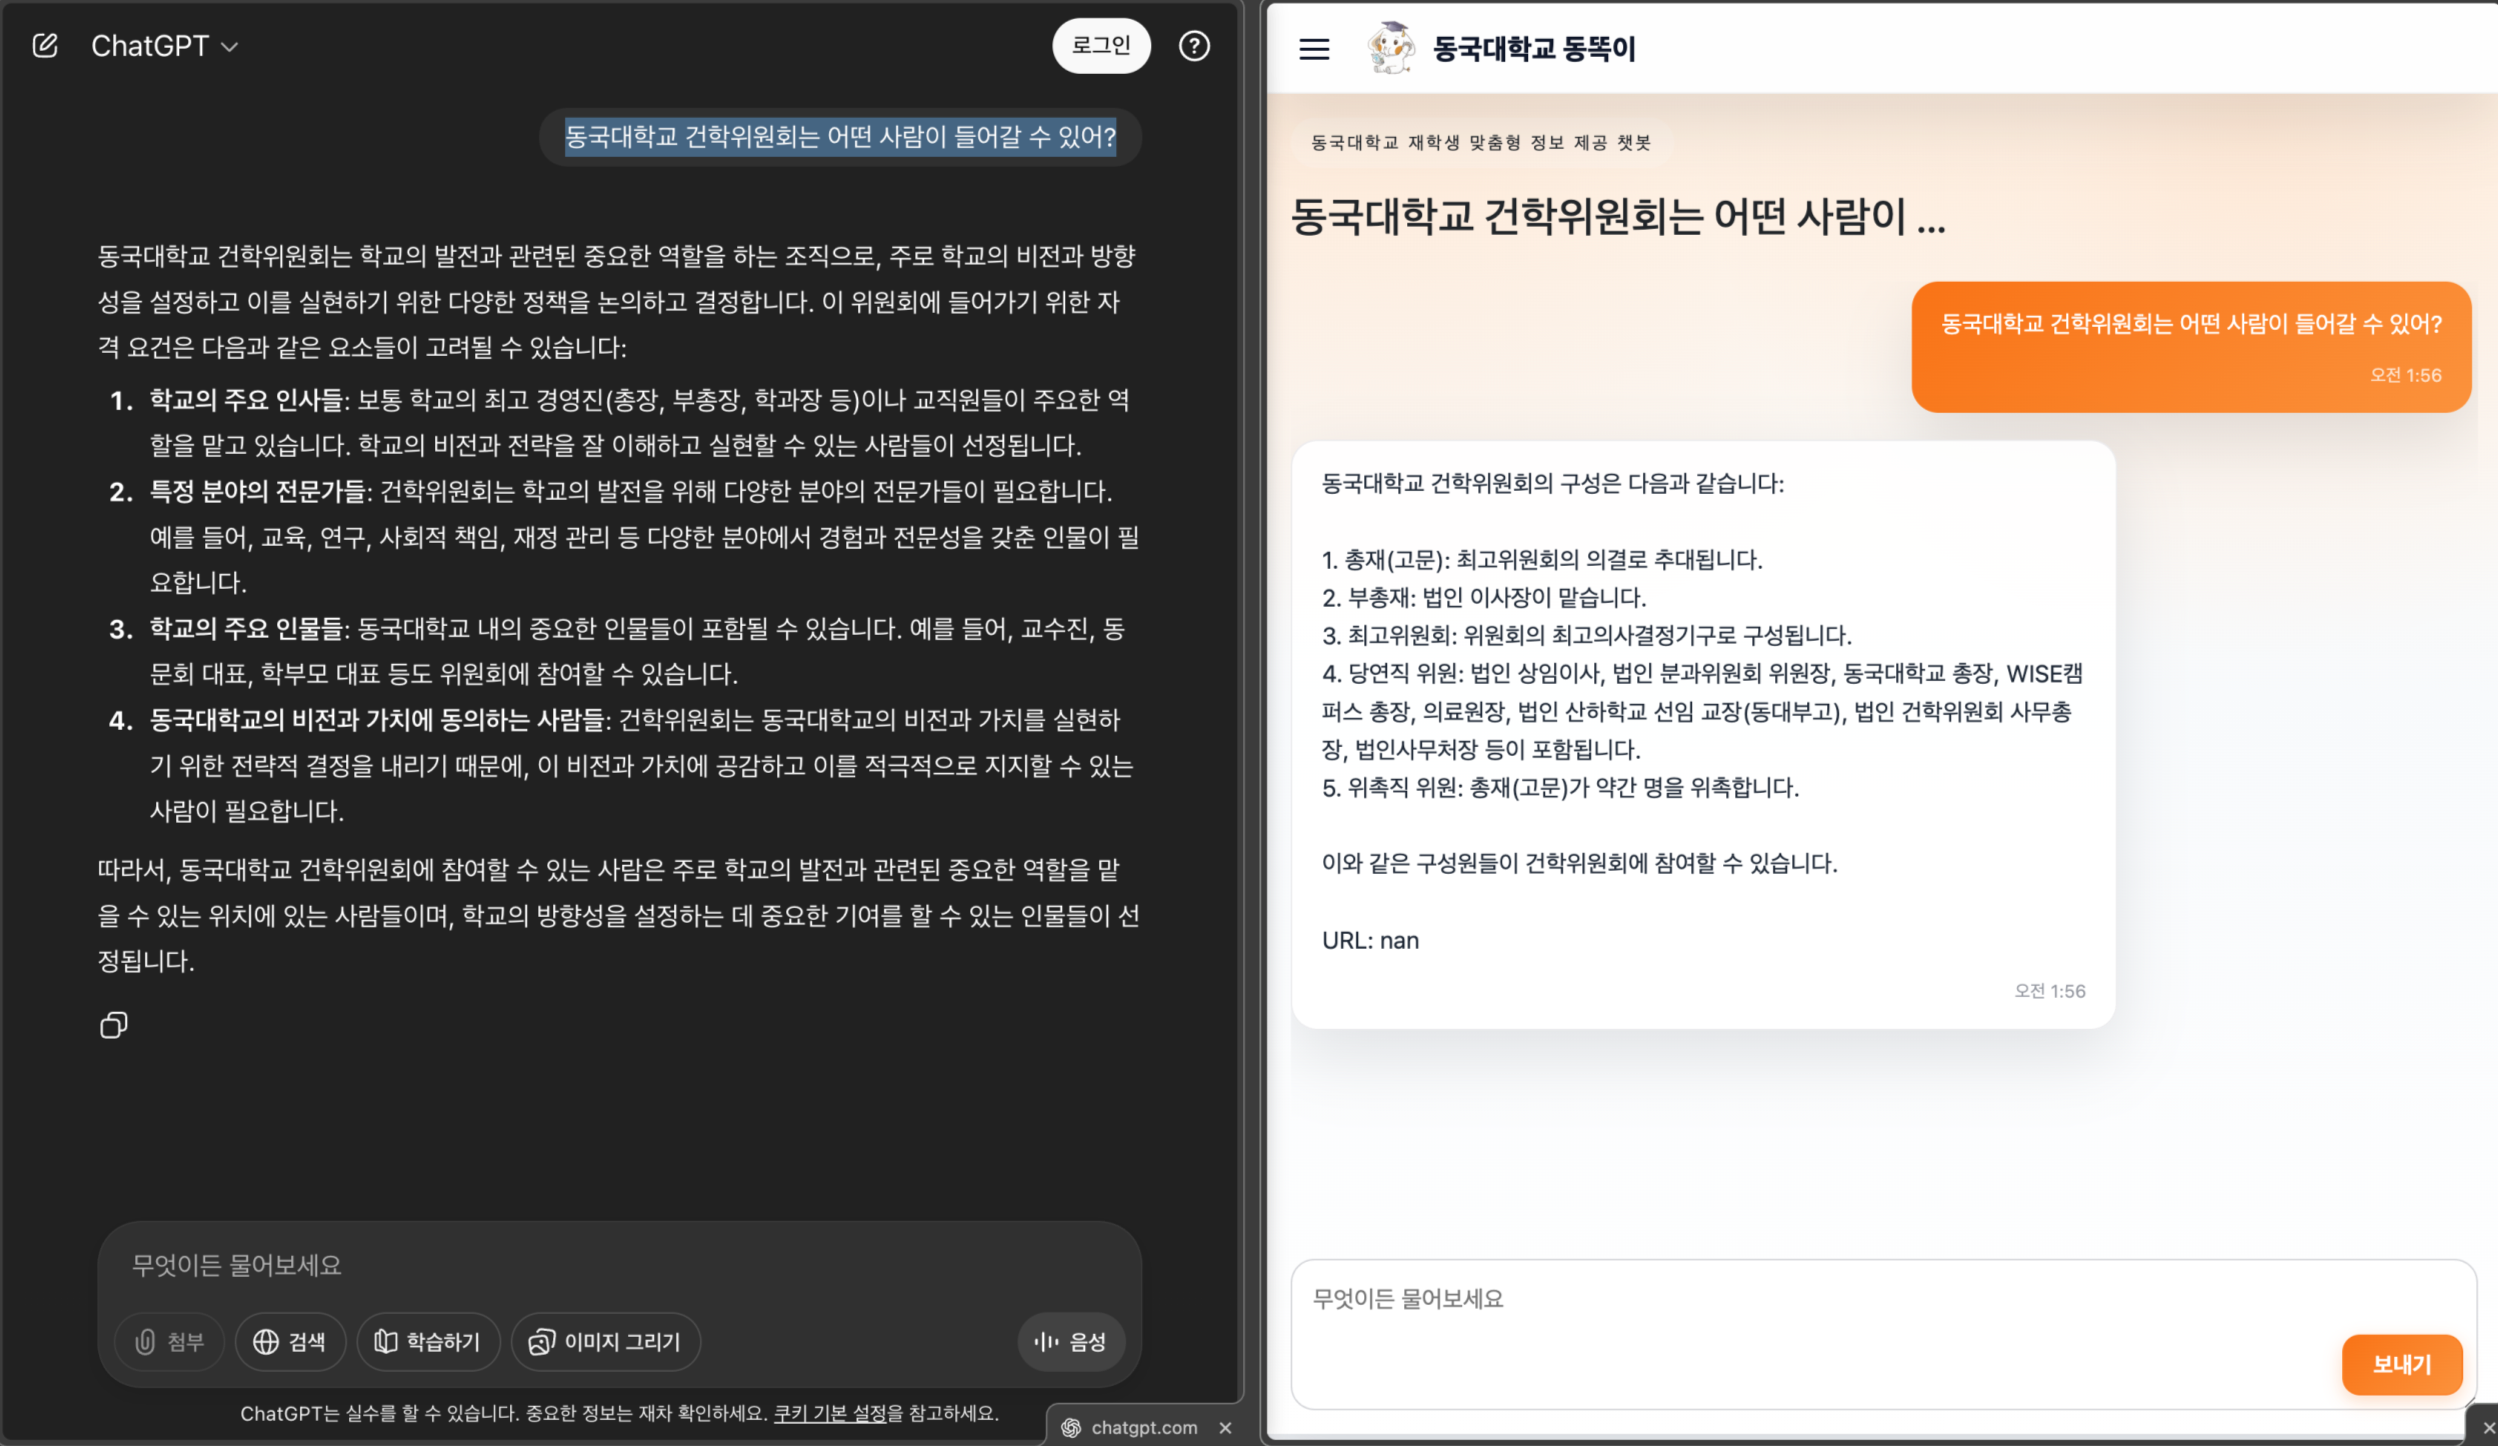 ChatGPT
로그인
동국대학교 건학위원회는 어떤 사람이 들어갈 수 있어?
동국대학교 건학위원회는 학교의 발전과 관련된 중요한 역할을 하는 조직으로, 주로 학교의 비전과 방향
성을 설정하고 이를 실현하기 위한 다양한 정책을 논의하고 결정합니다. 이 위원회에 들어가기 위한 자
격 요건은 다음과 같은 요소들이 고려될 수 있습니다:
1. 학교의 주요 인사들: 보통 학교의 최고 경영진(총장, 부총장, 학과장 등)이나 교직원들이 주요한 역
할을 맡고 있습니다. 학교의 비전과 전략을 잘 이해하고 실현할 수 있는 사람들이 선정됩니다.
2. 특정 분야의 전문가들: 건학위원회는 학교의 발전을 위해 다양한 분야의 전문가들이 필요합니다.
예를 들어, 교육, 연구, 사회적 책임, 재정 관리 등 다양한 분야에서 경험과 전문성을 갖춘 인물이 필
요합니다.
3. 학교의 주요 인물들: 동국대학교 내의 중요한 인물들이 포함될 수 있습니다. 예를 들어, 교수진, 동
문회 대표, 학부모 대표 등도 위원회에 참여할 수 있습니다.
4. 동국대학교의 비전과 가치에 동의하는 사람들: 건학위원회는 동국대학교의 비전과 가치를 실현하
기 위한 전략적 결정을 내리기 때문에, 이 비전과 가치에 공감하고 이를 적극적으로 지지할 수 있는
사람이 필요합니다.
따라서, 동국대학교 건학위원회에 참여할 수 있는 사람은 주로 학교의 발전과 관련된 중요한 역할을 맡
을 수 있는 위치에 있는 사람들이며, 학교의 방향성을 설정하는 데 중요한 기여를 할 수 있는 인물들이 선
정됩니다.
무엇이든 물어보세요
첨부
검색
학습하기
이미지 그리기
음성
ChatGPT는 실수를 할 수 있습니다. 중요한 정보는 재차 확인하세요. 쿠키 기본 설정을 참고하세요.
chatgpt.com
동국대학교 동똑이
동국대학교 재학생 맞춤형 정보 제공 챗봇
동국대학교 건학위원회는 어떤 사람이 ...
동국대학교 건학위원회는 어떤 사람이 들어갈 수 있어?
오전 1:56
동국대학교 건학위원회의 구성은 다음과 같습니다:
1. 총재(고문): 최고위원회의 의결로 추대됩니다.
2. 부총재: 법인 이사장이 맡습니다.
3. 최고위원회: 위원회의 최고의사결정기구로 구성됩니다.
4. 당연직 위원: 법인 상임이사, 법인 분과위원회 위원장, 동국대학교 총장, WISE캠
퍼스 총장, 의료원장, 법인 산하학교 선임 교장(동대부고), 법인 건학위원회 사무총
장, 법인사무처장 등이 포함됩니다.
5. 위촉직 위원: 총재(고문)가 약간 명을 위촉합니다.
이와 같은 구성원들이 건학위원회에 참여할 수 있습니다.
URL: nan
오전 1:56
무엇이든 물어보세요
보내기